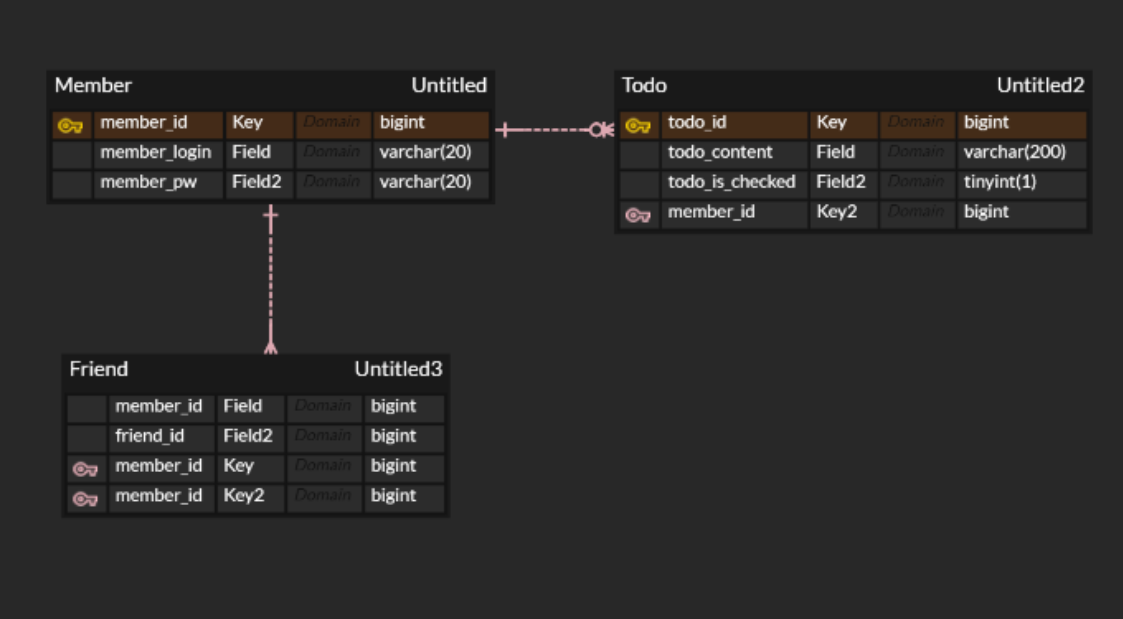 Member Untitled
member_id Key Domain bigint
member_login Field Domain varchar(20)
member_pw Field2 Domain varchar(20)
Todo Untitled2
todo_id Key Domain bigint
todo_content Field Domain varchar(200)
todo_is_checked Field2 Domain tinyint(1)
member_id Key2 Domain bigint
Friend Untitled3
member_id Field Domain bigint
friend_id Field2 Domain bigint
member_id Key Domain bigint
member_id Key2 Domain bigint